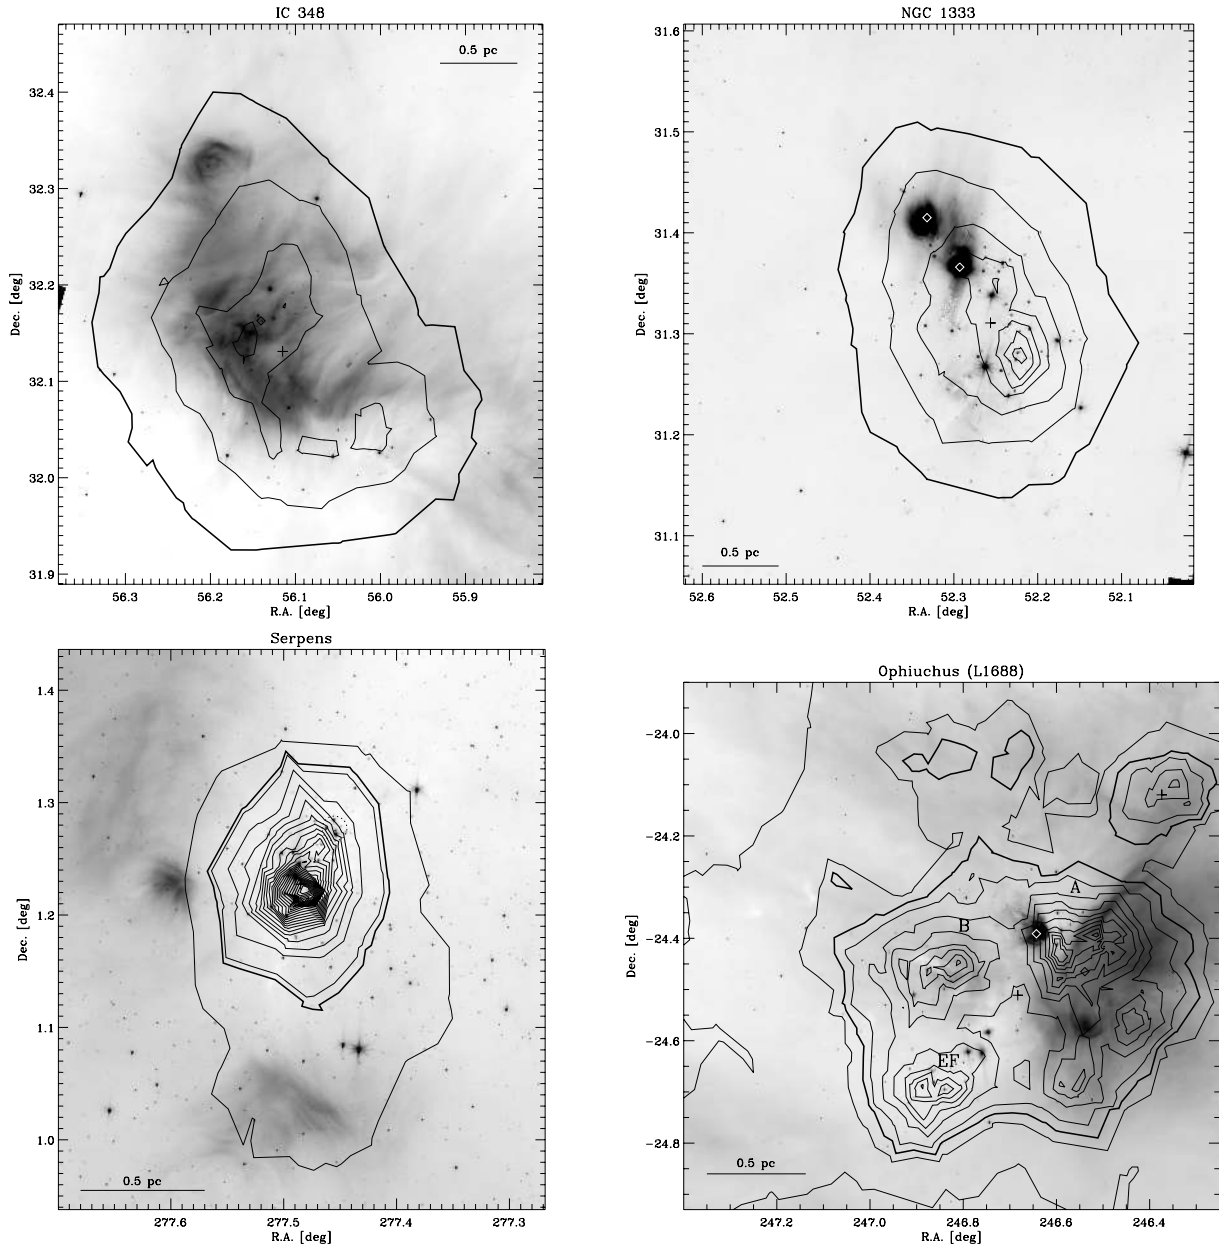 IC 348
0.5 pc
32.4
32.3
32.2
32.1
32.0
31.9
Dec. [deg]
56.3 56.2 56.1 56.0 55.9
R.A. [deg]
NGC 1333
31.6
31.5
31.4
31.3
31.2
31.1
Dec. [deg]
0.5 pc
52.6 52.5 52.4 52.3 52.2 52.1
R.A. [deg]
Serpens
1.4
1.3
1.2
1.1
1.0
Dec. [deg]
0.5 pc
277.6 277.5 277.4 277.3
R.A. [deg]
Ophiuchus (L1688)
-24.0
-24.2
-24.4
-24.6
-24.8
Dec. [deg]
A
B
EF
0.5 pc
247.2 247.0 246.8 246.6 246.4
R.A. [deg]